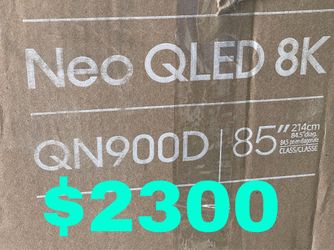 Neo QLED 8K
QN900D 85"
214cm
84.5" diag.
CLASS/CLASSE
$2300